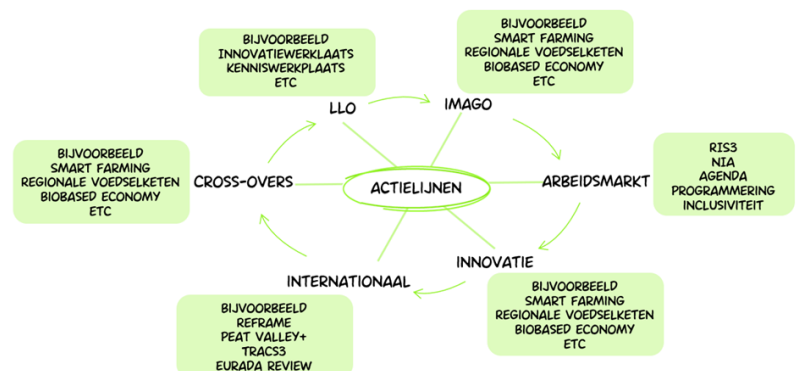 BIJVOORBEELD
INNOVATIEWERKLAATS
KENNISWERKPLAATS
ETC
LLO
BIJVOORBEELD
SMART FARMING
REGIONALE VOEDSELKETEN
BIOBASED ECONOMY
ETC
IMAGO
RIS3
NIA
AGENDA
PROGRAMMERING
INCLUSIVITEIT
ARBEIDSMARKT
BIJVOORBEELD
SMART FARMING
REGIONALE VOEDSELKETEN
BIOBASED ECONOMY
ETC
CROSS-OVERS
ACTIELIJNEN
INNOVATIE
BIJVOORBEELD
SMART FARMING
REGIONALE VOEDSELKETEN
BIOBASED ECONOMY
ETC
INTERNATIONAAL
BIJVOORBEELD
REFRAME
PEAT VALLEY+
TRACS3
EURADA REVIEW